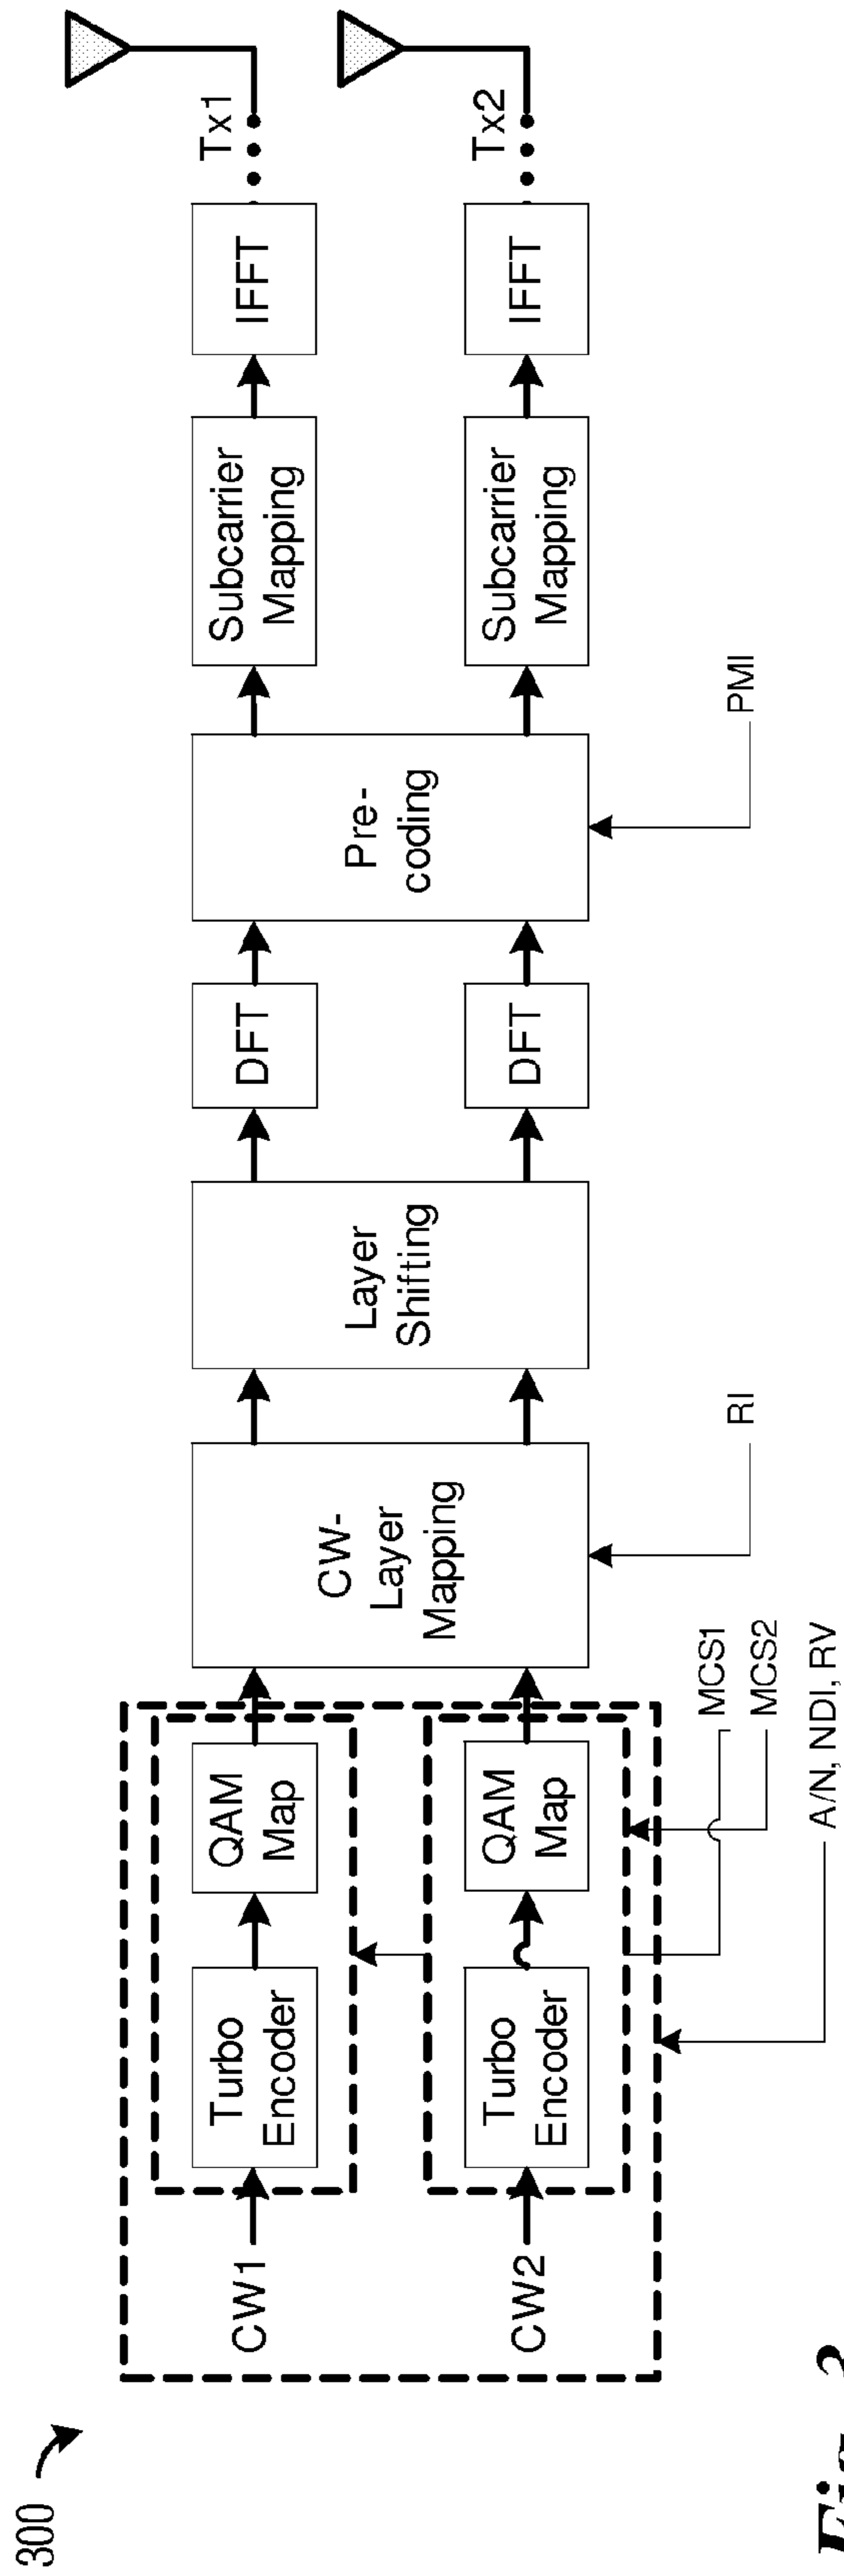 300
CW1
Turbo
Encoder
QAM
Map
CW2
Turbo
Encoder
QAM
Map
CW-
Layer
Mapping
Layer
Shifting
DFT
DFT
Pre-
coding
Subcarrier
Mapping
Subcarrier
Mapping
IFFT
IFFT
Tx1
Tx2
MCS1
MCS2
A/N, NDI, RV
RI
PMI